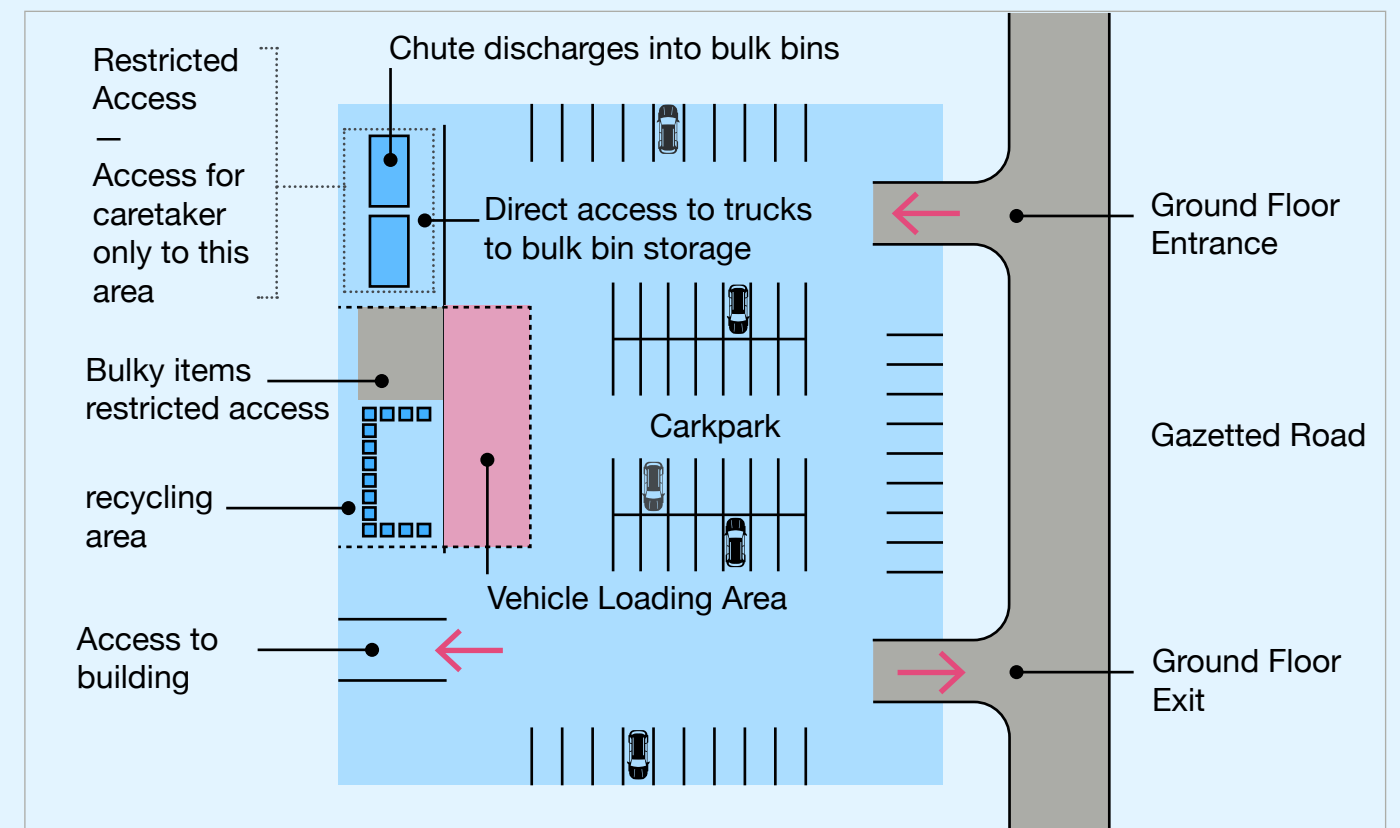 Restricted
Access
—
Access for
caretaker
only to this
area
Chute discharges into bulk bins
Direct access to trucks
to bulk bin storage
Ground Floor
Entrance
Bulky items
restricted access
Carkpark
Gazetted Road
recycling
area
Vehicle Loading Area
Access to
building
Ground Floor
Exit